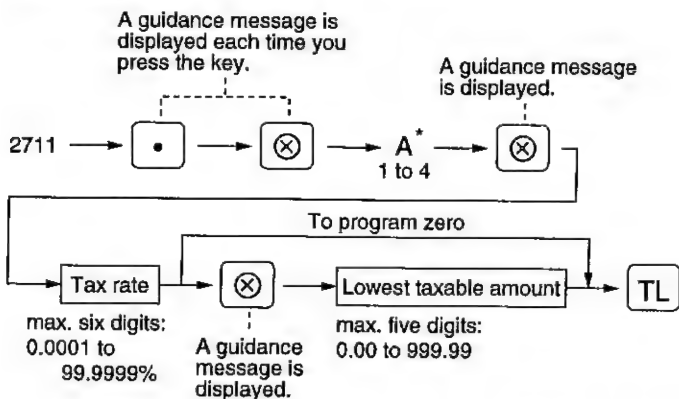 A guidance message is
displayed each time you
press the key.
A guidance message
is displayed.
2711
•
⊗
A*
1 to 4
⊗
To program zero
Tax rate
⊗
Lowest taxable amount
TL
max. six digits:
0.0001 to
99.9999%
A guidance
message is
displayed.
max. five digits:
0.00 to 999.99